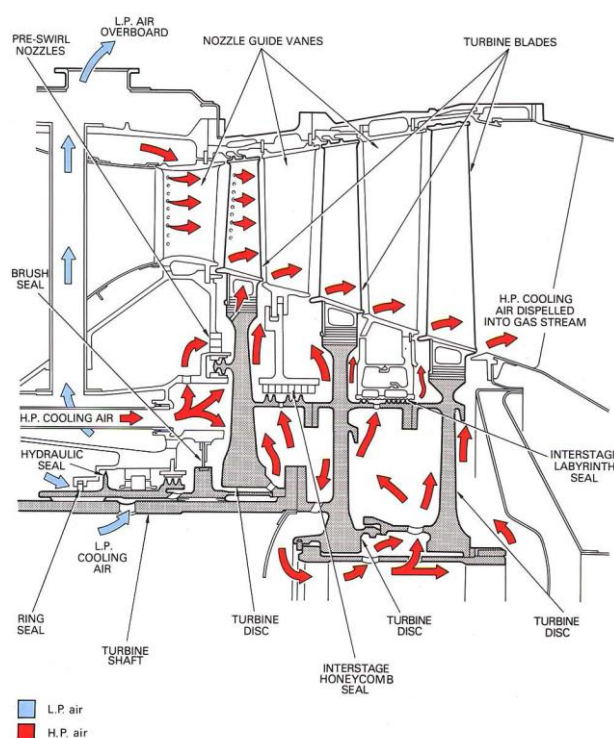 L.P. AIR
OVERBOARD
PRE-SWIRL
NOZZLES
NOZZLE GUIDE VANES
TURBINE BLADES
BRUSH
SEAL
H.P. COOLING
AIR DISPELLED
INTO GAS STREAM
H.P. COOLING AIR
HYDRAULIC
SEAL
INTERSTAGE
LABYRINTH
SEAL
L.P.
COOLING
AIR
RING
SEAL
TURBINE
SHAFT
TURBINE
DISC
INTERSTAGE
HONEYCOMB
SEAL
TURBINE
DISC
TURBINE
DISC
L.P. air
H.P. air